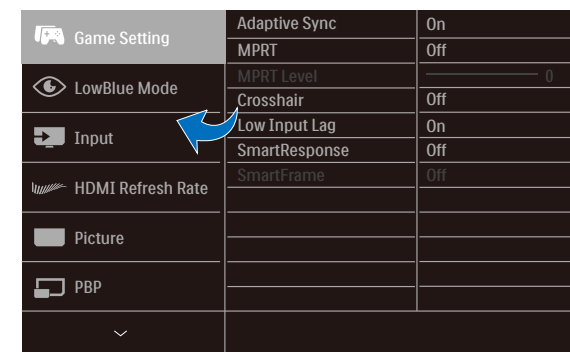 Game Setting
LowBlue Mode
Input
HDMI Refresh Rate
Picture
PBP
Adaptive Sync On
MPRT Off
MPRT Level 0
Crosshair Off
Low Input Lag On
SmartResponse Off
SmartFrame Off